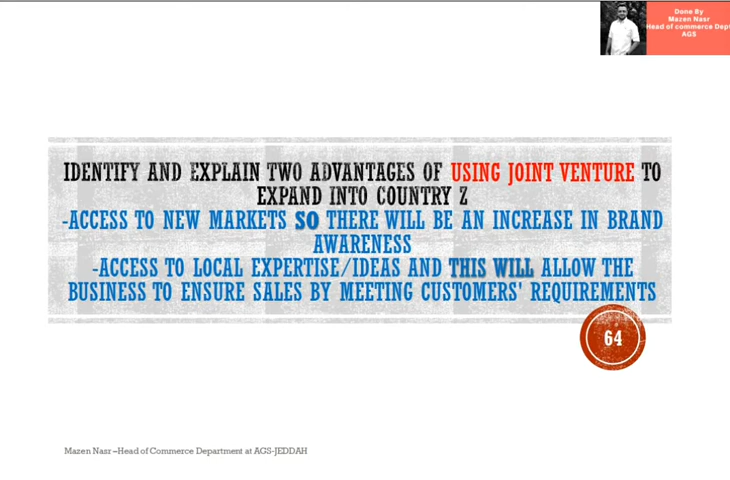 Done By
Mazen Nasr
Head of commerce Dept
AGS
IDENTIFY AND EXPLAIN TWO ADVANTAGES OF USING JOINT VENTURE TO
EXPAND INTO COUNTRY Z
-ACCESS TO NEW MARKETS SO THERE WILL BE AN INCREASE IN BRAND
AWARENESS
-ACCESS TO LOCAL EXPERTISE/IDEAS AND THIS WILL ALLOW THE
BUSINESS TO ENSURE SALES BY MEETING CUSTOMERS' REQUIREMENTS
64
Mazen Nasr –Head of Commerce Department at AGS-JEDDAH